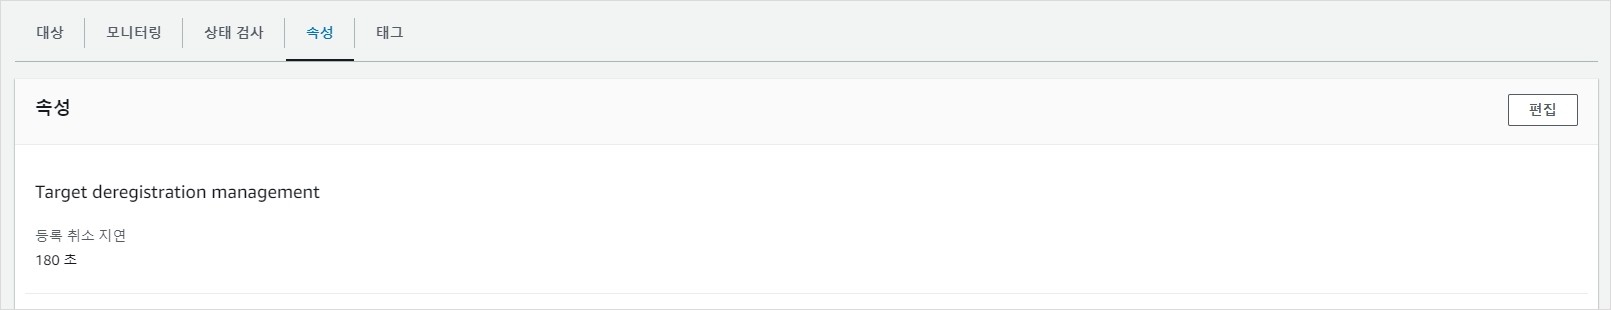 대상 모니터링 상태 검사 속성 태그
속성 편집
Target deregistration management
등록 취소 지연
180 초